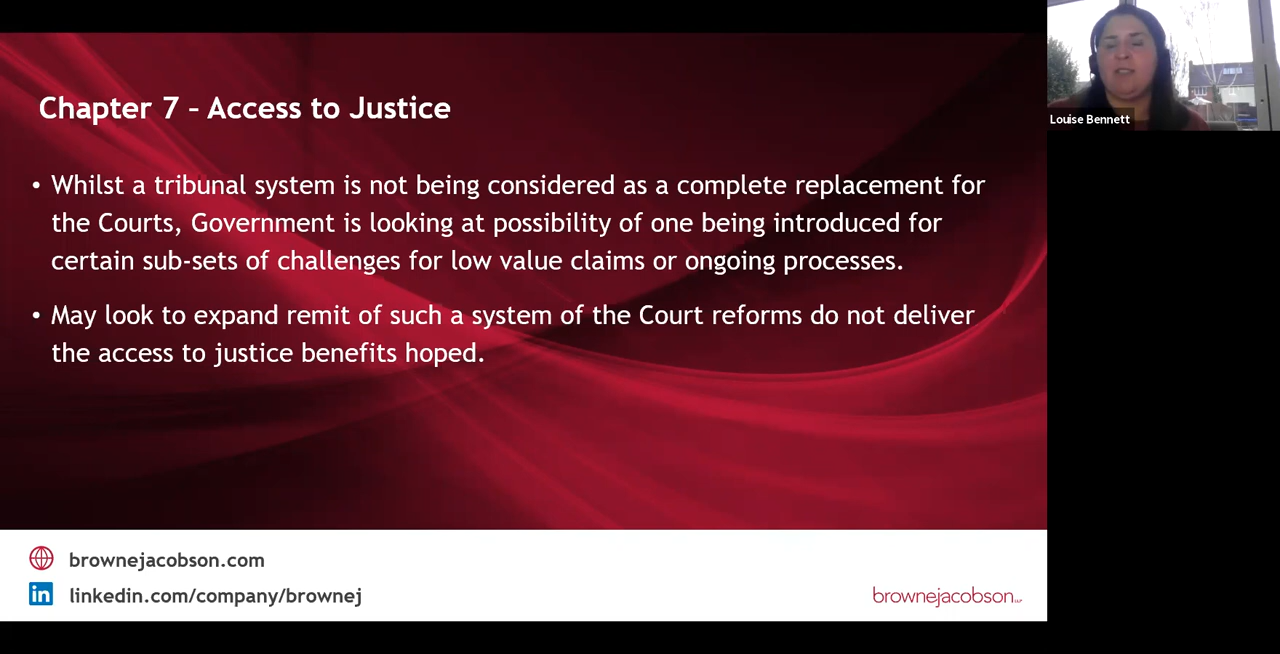 Chapter 7 – Access to Justice
• Whilst a tribunal system is not being considered as a complete replacement for
the Courts, Government is looking at possibility of one being introduced for
certain sub-sets of challenges for low value claims or ongoing processes.
• May look to expand remit of such a system of the Court reforms do not deliver
the access to justice benefits hoped.
Louise Bennett
brownejacobson.com
in
linkedin.com/company/brownej
brownejacobson